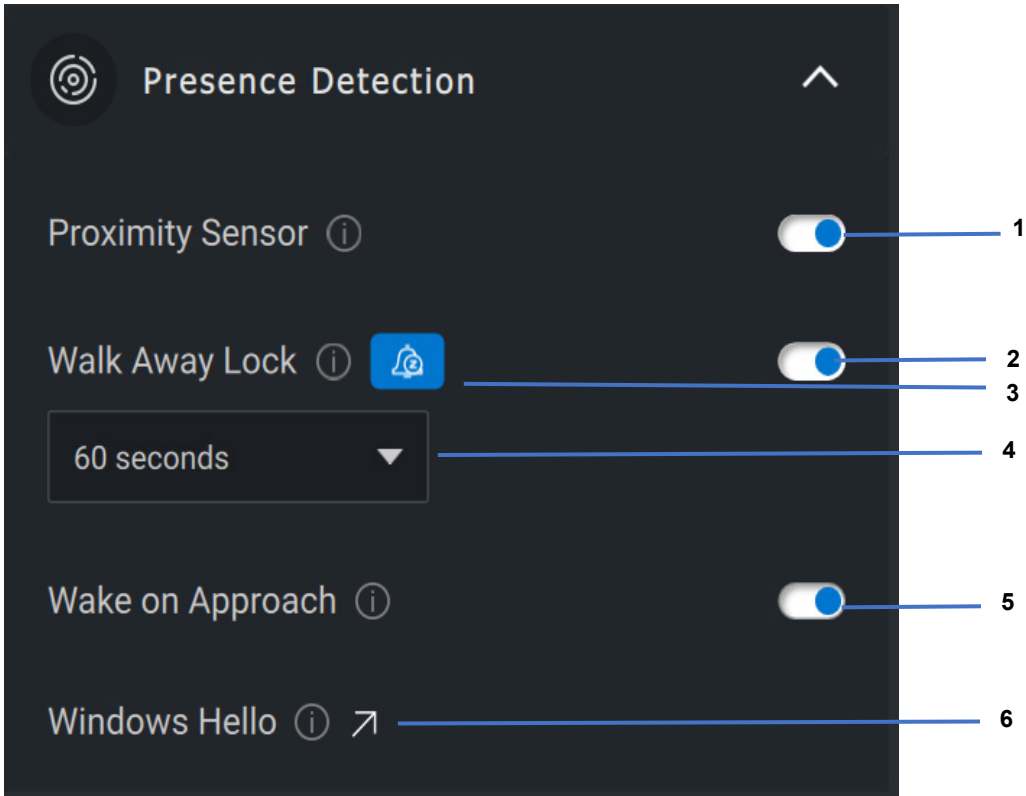 Presence Detection
Proximity Sensor
1
Walk Away Lock
2
3
60 seconds
4
Wake on Approach
5
Windows Hello
6